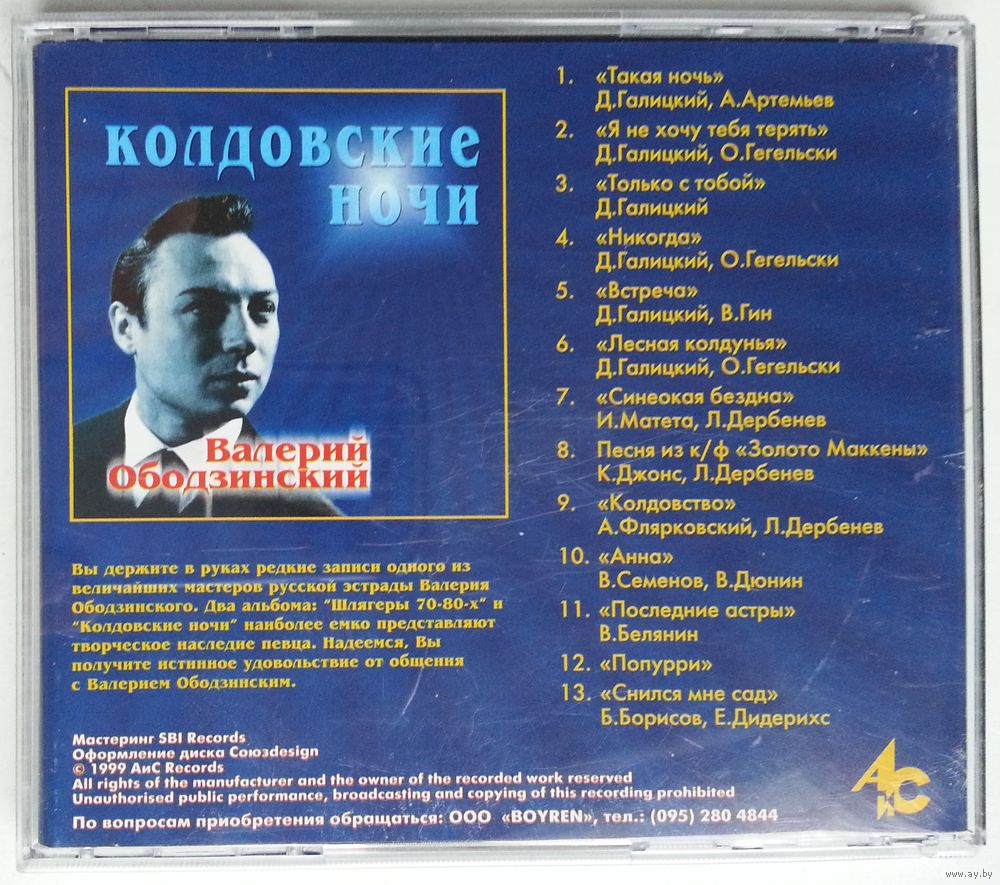 КОЛДОВСКИЕ
НОЧИ
Валерий
Ободзинский
Вы держите в руках редкие записи одного из
величайших мастеров русской эстрады Валерия
Ободзинского. Два альбома: "Шлягеры 70-80-х" и
"Колдовские ночи" наиболее емко представляют
творческое наследие певца. Надеемся, Вы
получите истинное удовольствие от общения
с Валерием Ободзинским.
Мастеринг SBI Records
Оформление диска Союзdesign
© 1999 АиС Records
All rights of the manufacturer and the owner of the recorded work reserved
Unauthorised public performance, broadcasting and copying of this recording prohibited
По вопросам приобретения обращаться: ООО «BOYREN», тел.: (095) 280 4844
1. «Такая ночь»
Д.Галицкий, А.Артемьев
2. «Я не хочу тебя терять»
Д.Галицкий, О.Гегельски
3. «Только с тобой»
Д.Галицкий
4. «Никогда»
Д.Галицкий, О.Гегельски
5. «Встреча»
Д.Галицкий, В.Гин
6. «Лесная колдунья»
Д.Галицкий, О.Гегельски
7. «Синеокая бездна»
И.Матета, Л.Дербенев
8. Песня из к/ф «Золото Маккены»
К.Джонс, Л.Дербенев
9. «Колдовство»
А.Флярковский, Л.Дербенев
10. «Анна»
В.Семенов, В.Дюнин
11. «Последние астры»
В.Белянин
12. «Попурри»
13. «Снился мне сад»
Б.Борисов, Е.Дидерихс
АиС
www.ay.by